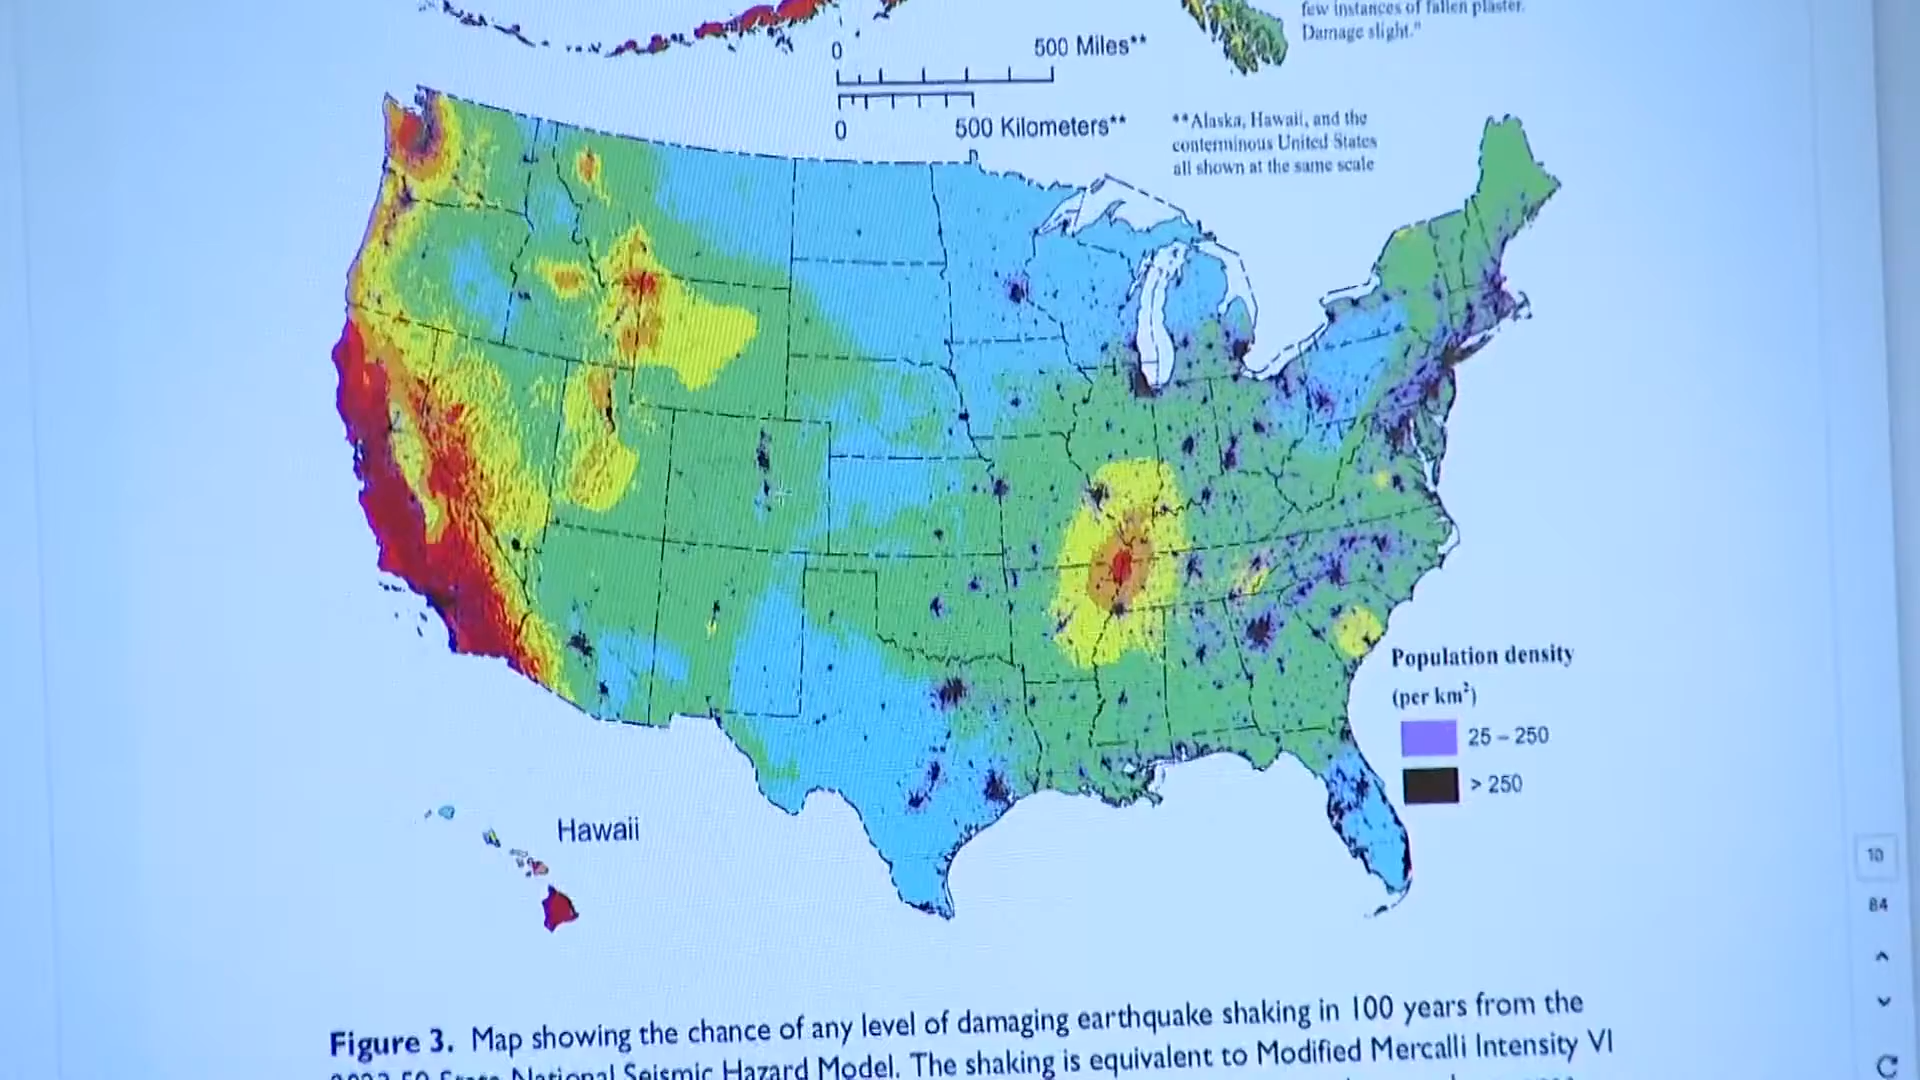 few instances of fallen plaster.
Damage slight."
0
500 Miles**
0
500 Kilometers**
**Alaska, Hawaii, and the
conterminous United States
all shown at the same scale
Population density
(per km²)
25 – 250
> 250
Hawaii
10
84
Figure 3. Map showing the chance of any level of damaging earthquake shaking in 100 years from the
National Seismic Hazard Model. The shaking is equivalent to Modified Mercalli Intensity VI